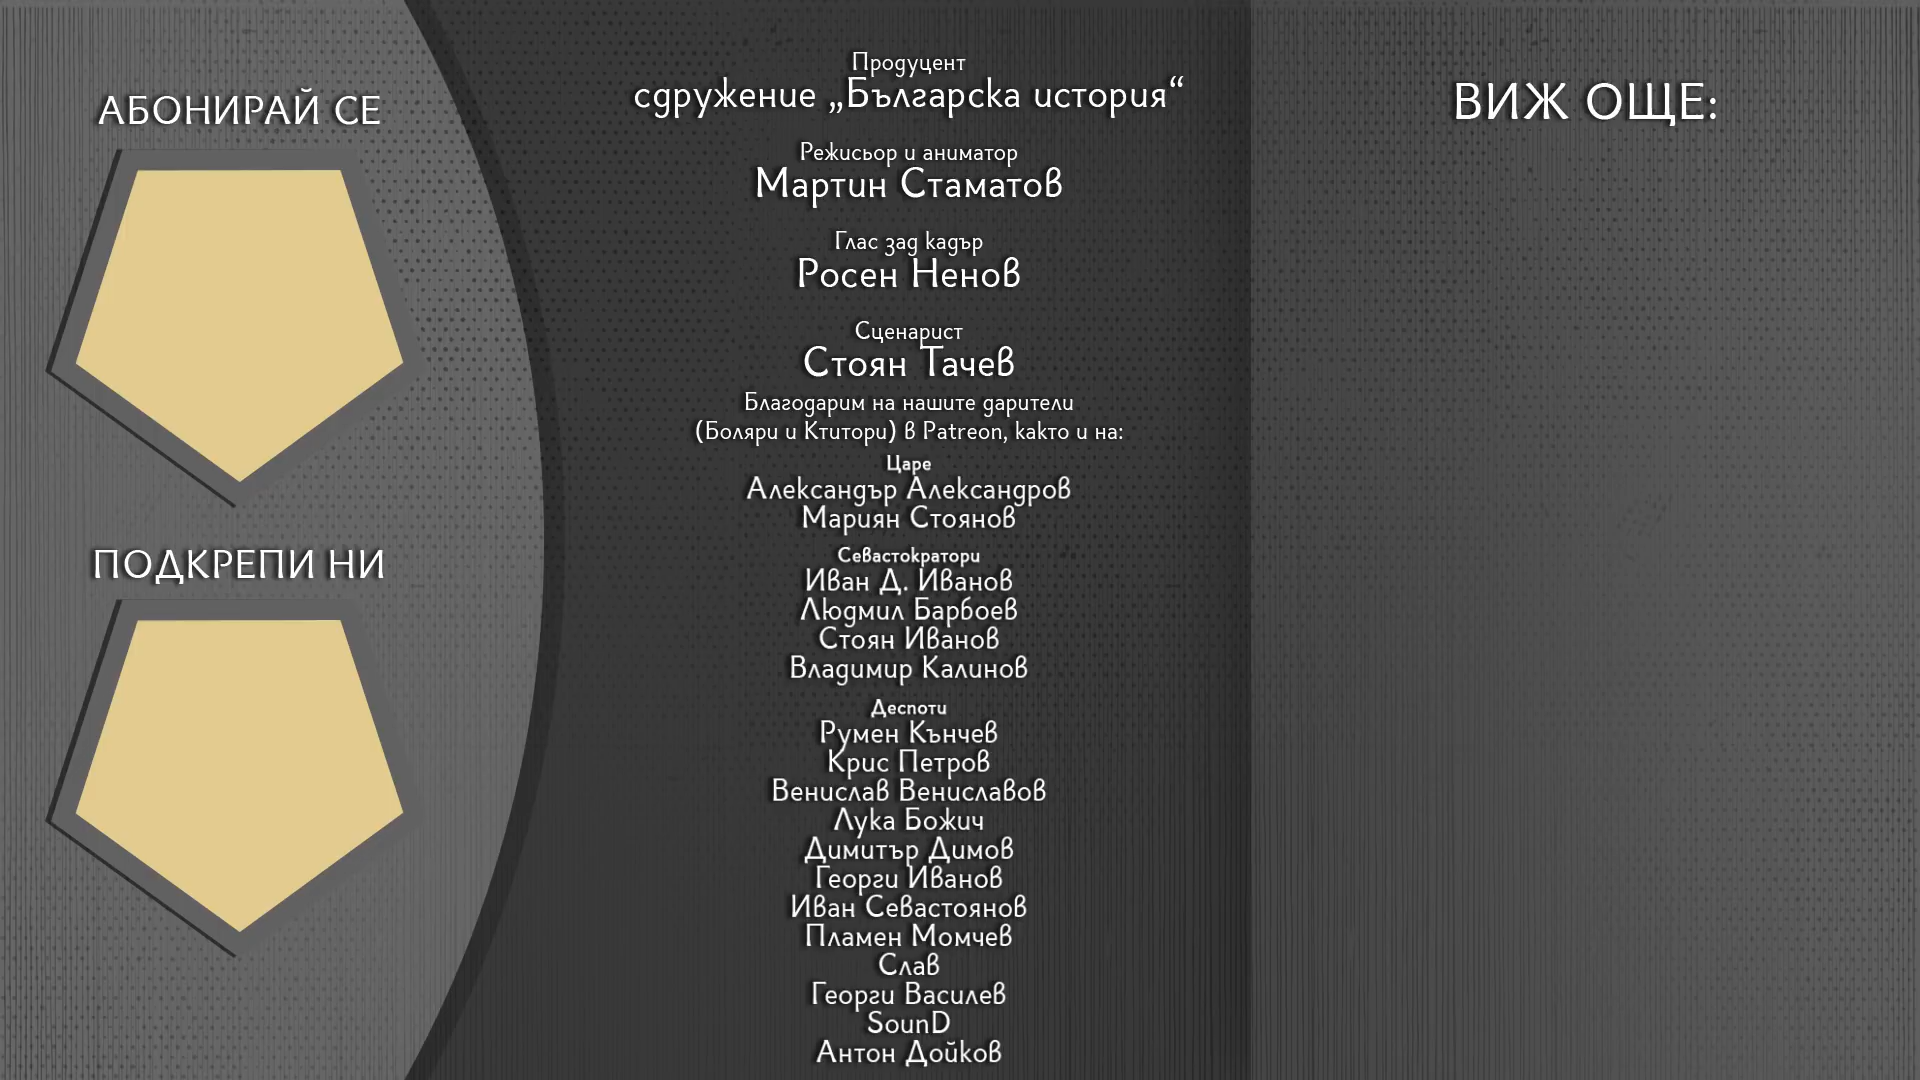 АБОНИРАЙ СЕ
ПОДКРЕПИ НИ
Продуцент
сдружение „Българска история“
Режисьор и аниматор
Мартин Стаматов
Глас зад кадър
Росен Ненов
Сценарист
Стоян Тачев
Благодарим на нашите дарители
(Боляри и Ктитори) в Patreon, както и на:
Царе
Александър Александров
Мариян Стоянов
Севастократори
Иван Д. Иванов
Людмил Барбоев
Стоян Иванов
Владимир Калинов
Деспоти
Румен Кънчев
Крис Петров
Венислав Вениславов
Лука Божич
Димитър Димов
Георги Иванов
Иван Севастоянов
Пламен Момчев
Слав
Георги Василев
SounD
Антон Дойков
ВИЖ ОЩЕ: